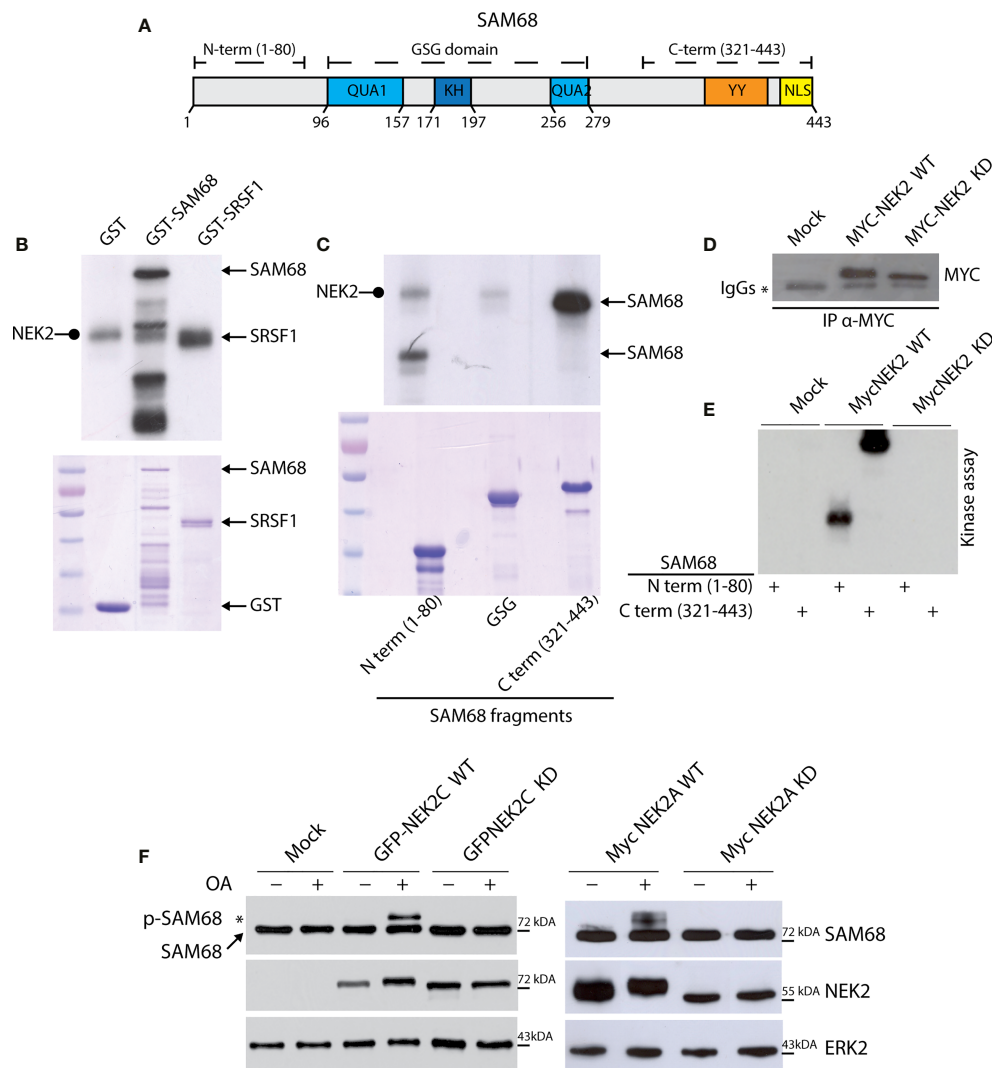 A
SAM68
N-term (1-80)
GSG domain
C-term (321-443)
QUA1
KH
QUA2
YY
NLS
1
96
157
171
197
256
279
443
B
GST
GST-SAM68
GST-SRSF1
SAM68
NEK2
SRSF1
SAM68
SRSF1
GST
C
NEK2
SAM68
SAM68
N term (1-80)
GSG
C term (321-443)
SAM68 fragments
D
Mock
MYC-NEK2 WT
MYC-NEK2 KD
MYC
IgGs *
IP α-MYC
E
Mock
MycNEK2 WT
MycNEK2 KD
Kinase assay
SAM68
N term (1-80) + + +
C term (321-443) + + +
F
Mock
GFP-NEK2C WT
GFPNEK2C KD
Myc NEK2A WT
Myc NEK2A KD
OA − + − + − + − + − +
p-SAM68 *
SAM68
72 kDA
72 kDA
SAM68
72 kDA
55 kDA
NEK2
43kDA
43kDA
ERK2